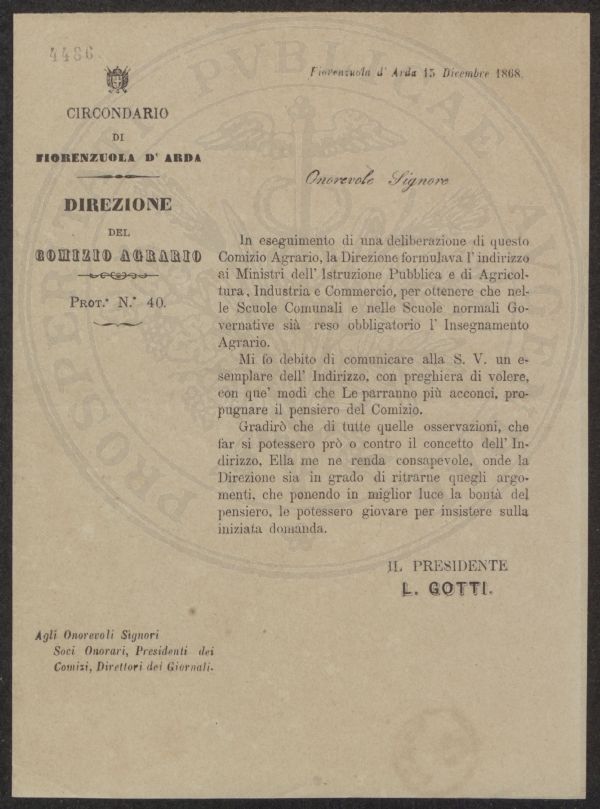 4486
Fiorenzuola d' Arda 15 Dicembre 1868.
CIRCONDARIO
DI
FIORENZUOLA D' ARDA
DIREZIONE
DEL
COMIZIO AGRARIO
PROT.° N.° 40.
Onorevole Signore
In eseguimento di una deliberazione di questo
Comizio Agrario, la Direzione formulava l' indirizzo
ai Ministri dell' Istruzione Pubblica e di Agricol-
tura, Industria e Commercio, per ottenere che nel-
le Scuole Comunali e nelle Scuole normali Go-
vernative sià reso obbligatorio l' Insegnamento
Agrario.
Mi fo debito di comunicare alla S. V. un e-
semplare dell' Indirizzo, con preghiera di volere,
con que' modi che Le parranno più acconci, pro-
pugnare il pensiero del Comizio.
Gradirò che di tutte quelle osservazioni, che
far si potessero prò o contro il concetto dell' In-
dirizzo, Ella me ne renda consapevole, onde la
Direzione sia in grado di ritrarne quegli argo-
menti, che ponendo in miglior luce la bontà del
pensiero, le potessero giovare per insistere sulla
iniziata domanda.
IL PRESIDENTE
L. GOTTI.
Agli Onorevoli Signori
Soci Onorari, Presidenti dei
Comizi, Direttori dei Giornali.